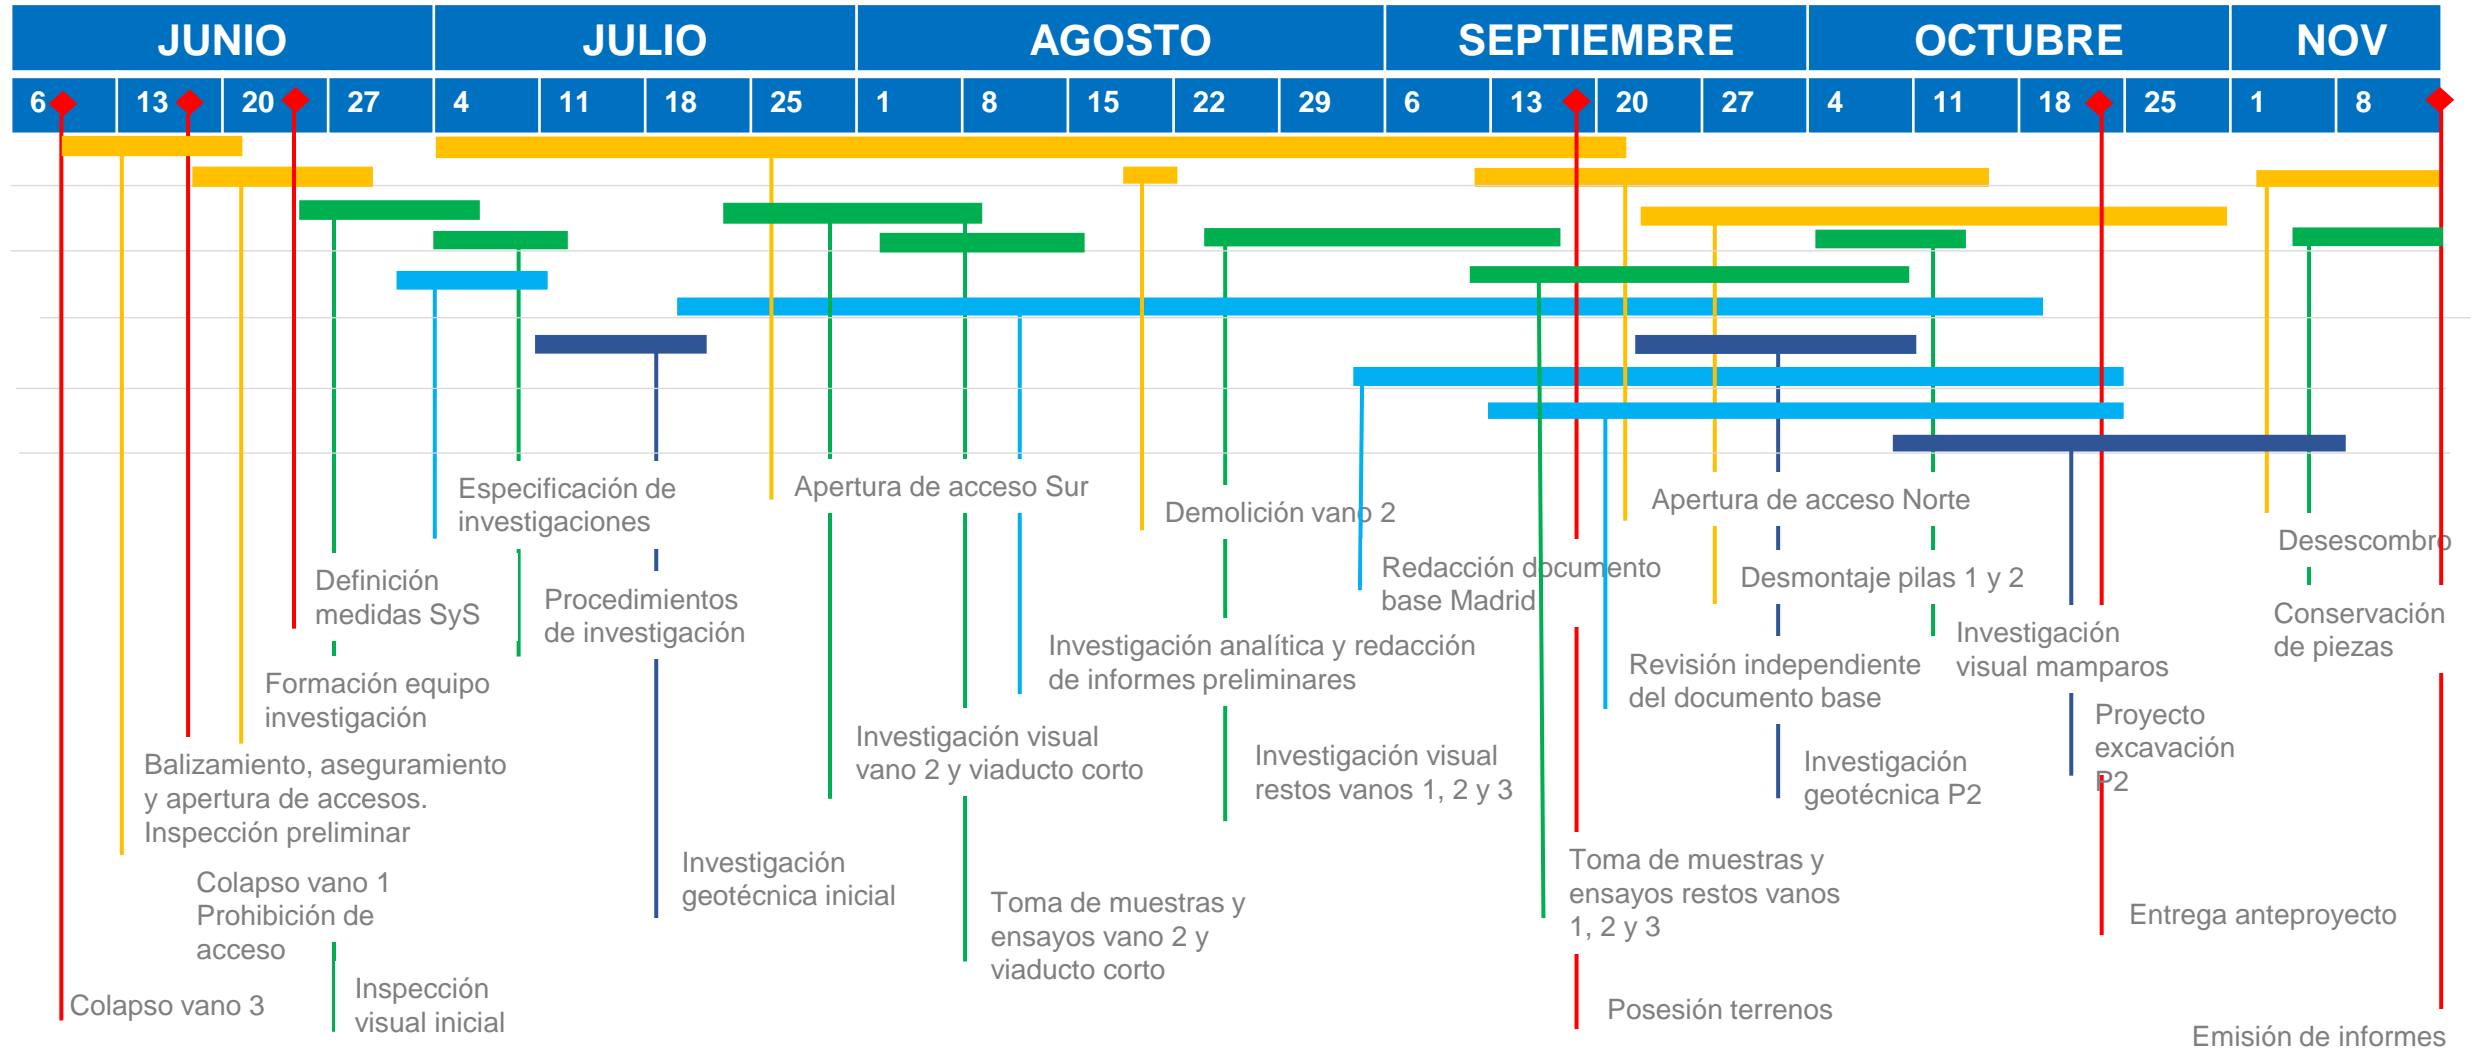 JUNIO JULIO AGOSTO SEPTIEMBRE OCTUBRE NOV
6 13 20 27 4 11 18 25 1 8 15 22 29 6 13 20 27 4 11 18 25 1 8
Especificación de
investigaciones
Apertura de acceso Sur
Demolición vano 2
Apertura de acceso Norte
Desescombro
Definición
medidas SyS
Procedimientos
de investigación
Redacción documento
base Madrid
Desmontaje pilas 1 y 2
Conservación
de piezas
Formación equipo
investigación
Investigación analítica y redacción
de informes preliminares
Revisión independiente
del documento base
Investigación
visual mamparos
Balizamiento, aseguramiento
y apertura de accesos.
Inspección preliminar
Investigación visual
vano 2 y viaducto corto
Investigación visual
restos vanos 1, 2 y 3
Investigación
geotécnica P2
Proyecto
excavación
P2
Colapso vano 1
Prohibición de
acceso
Investigación
geotécnica inicial
Toma de muestras y
ensayos vano 2 y
viaducto corto
Toma de muestras y
ensayos restos vanos
1, 2 y 3
Entrega anteproyecto
Colapso vano 3
Inspección
visual inicial
Posesión terrenos
Emisión de informes